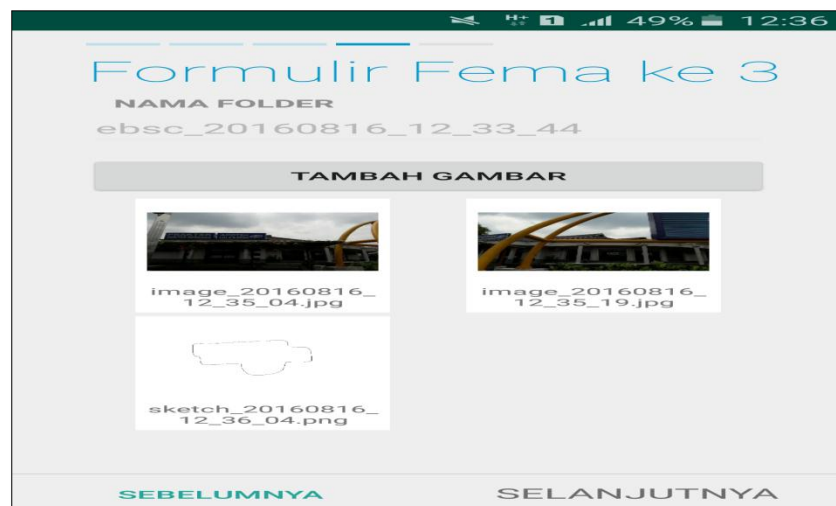 H+ 1 49% 12:36
Formulir Fema ke 3
NAMA FOLDER
ebsc_20160816_12_33_44
TAMBAH GAMBAR
image_20160816_
12_35_04.jpg
image_20160816_
12_35_19.jpg
sketch_20160816_
12_36_04.png
SEBELUMNYA
SELANJUTNYA